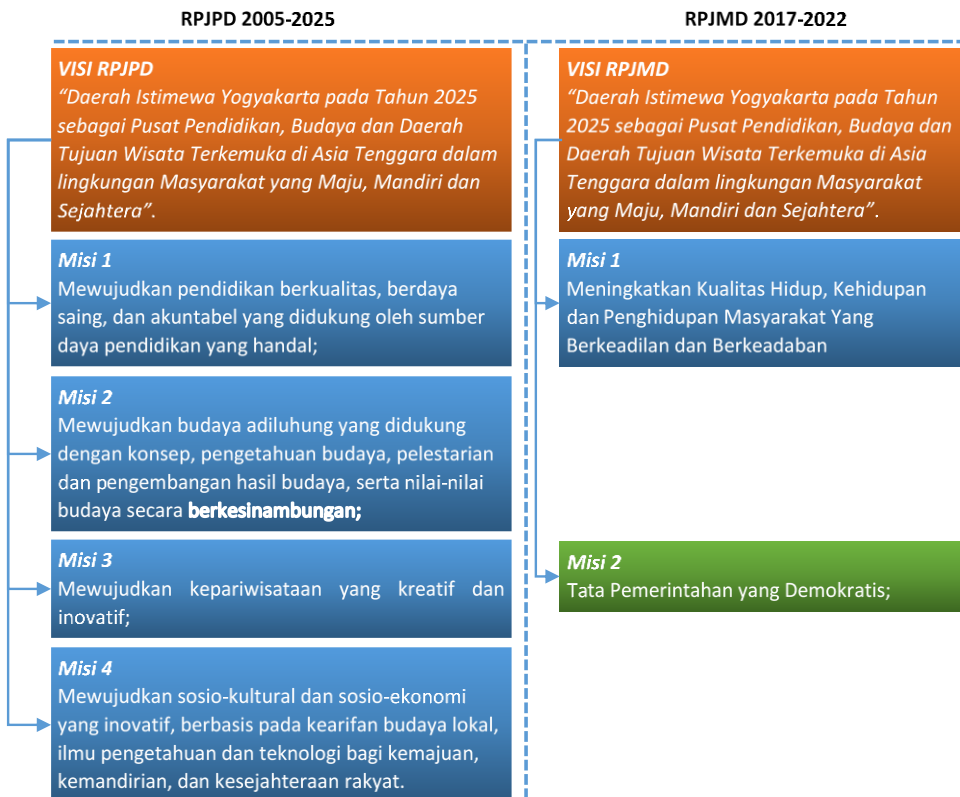 RPJPD 2005-2025
RPJMD 2017-2022
VISI RPJPD
“Daerah Istimewa Yogyakarta pada Tahun 2025
sebagai Pusat Pendidikan, Budaya dan Daerah
Tujuan Wisata Terkemuka di Asia Tenggara dalam
lingkungan Masyarakat yang Maju, Mandiri dan
Sejahtera”.
Misi 1
Mewujudkan pendidikan berkualitas, berdaya
saing, dan akuntabel yang didukung oleh sumber
daya pendidikan yang handal;
Misi 2
Mewujudkan budaya adiluhung yang didukung
dengan konsep, pengetahuan budaya, pelestarian
dan pengembangan hasil budaya, serta nilai-nilai
budaya secara berkesinambungan;
Misi 3
Mewujudkan kepariwisataan yang kreatif dan
inovatif;
Misi 4
Mewujudkan sosio-kultural dan sosio-ekonomi
yang inovatif, berbasis pada kearifan budaya lokal,
ilmu pengetahuan dan teknologi bagi kemajuan,
kemandirian, dan kesejahteraan rakyat.
VISI RPJMD
“Daerah Istimewa Yogyakarta pada Tahun
2025 sebagai Pusat Pendidikan, Budaya dan
Daerah Tujuan Wisata Terkemuka di Asia
Tenggara dalam lingkungan Masyarakat
yang Maju, Mandiri dan Sejahtera”.
Misi 1
Meningkatkan Kualitas Hidup, Kehidupan
dan Penghidupan Masyarakat Yang
Berkeadilan dan Berkeadaban
Misi 2
Tata Pemerintahan yang Demokratis;